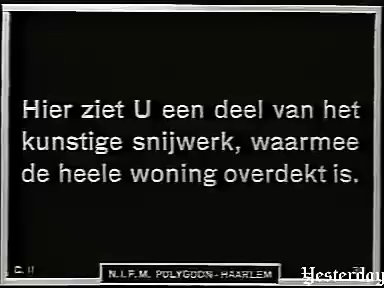 Hier ziet U een deel van het
kunstige snijwerk, waarmee
de heele woning overdekt is.
N.I.F.M. POLYGOON-HAARLEM
Yesterday